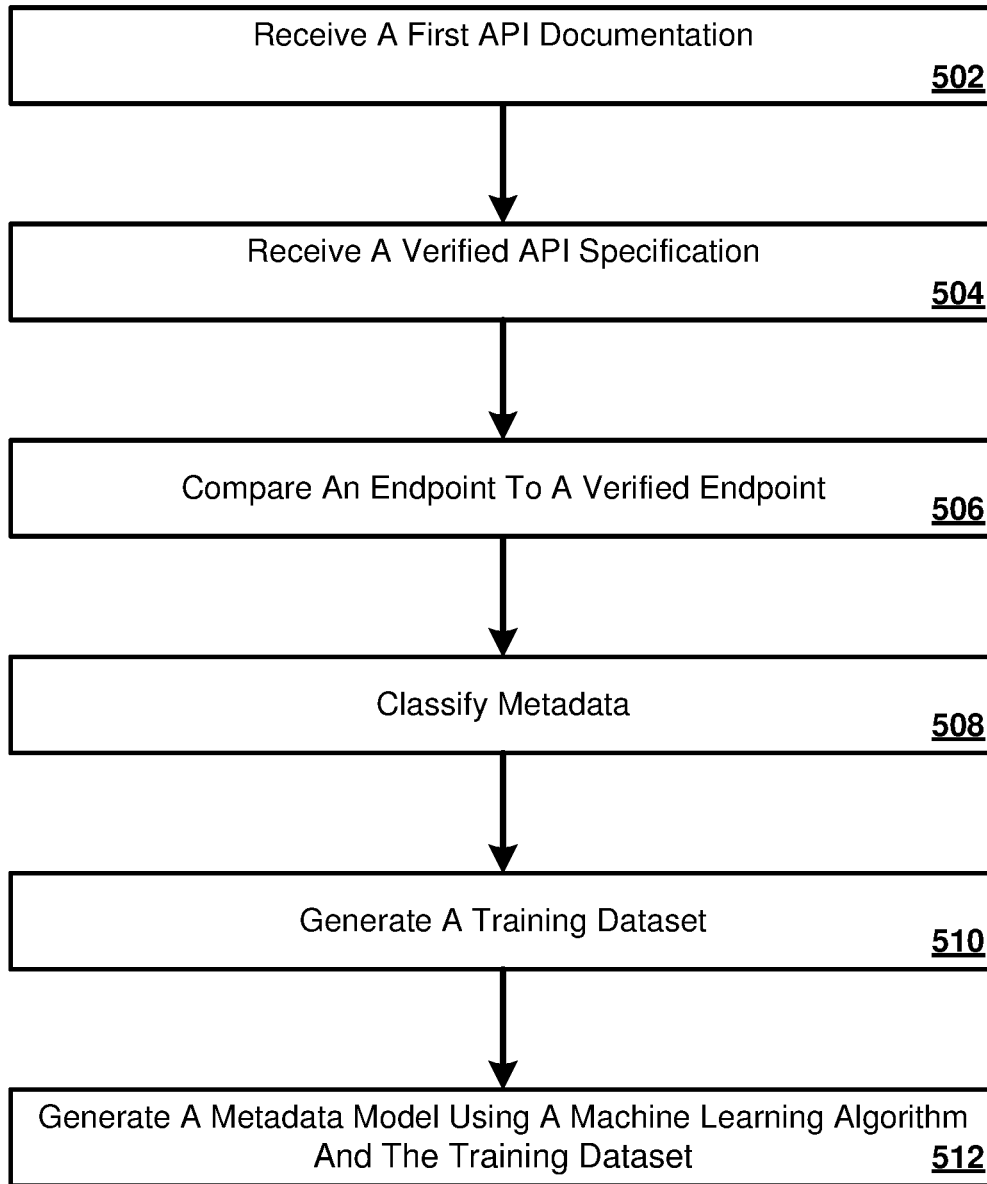 Receive A First API Documentation
502
Receive A Verified API Specification
504
Compare An Endpoint To A Verified Endpoint
506
Classify Metadata
508
Generate A Training Dataset
510
Generate A Metadata Model Using A Machine Learning Algorithm
And The Training Dataset
512